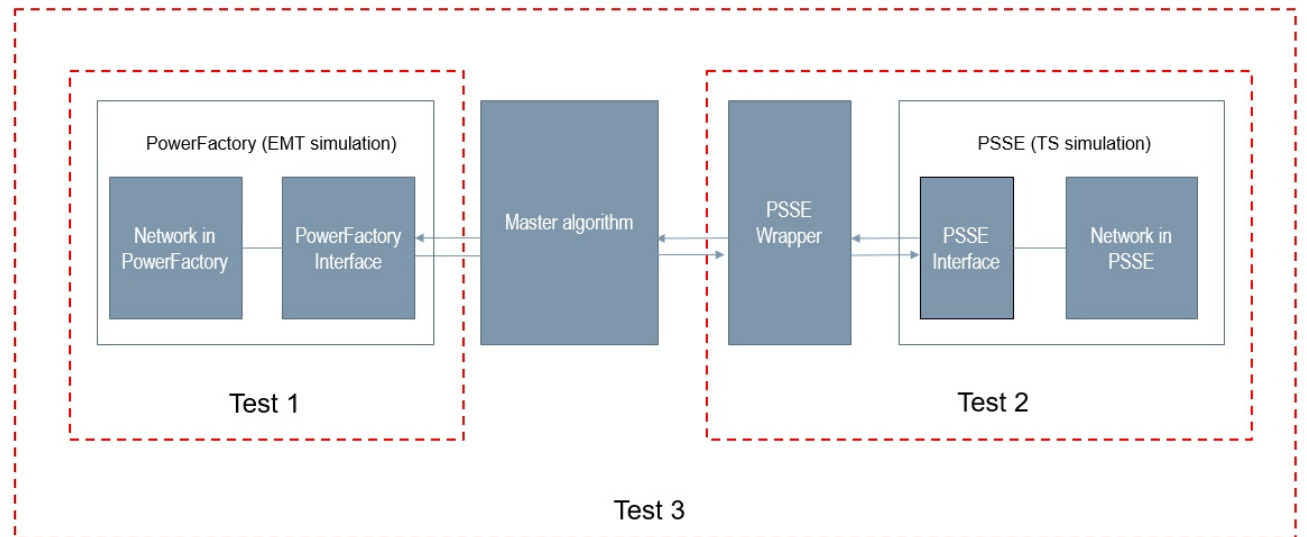 PowerFactory (EMT simulation)
Network in
PowerFactory
PowerFactory
Interface
Master algorithm
PSSE
Wrapper
PSSE (TS simulation)
PSSE
Interface
Network in
PSSE
Test 1
Test 2
Test 3